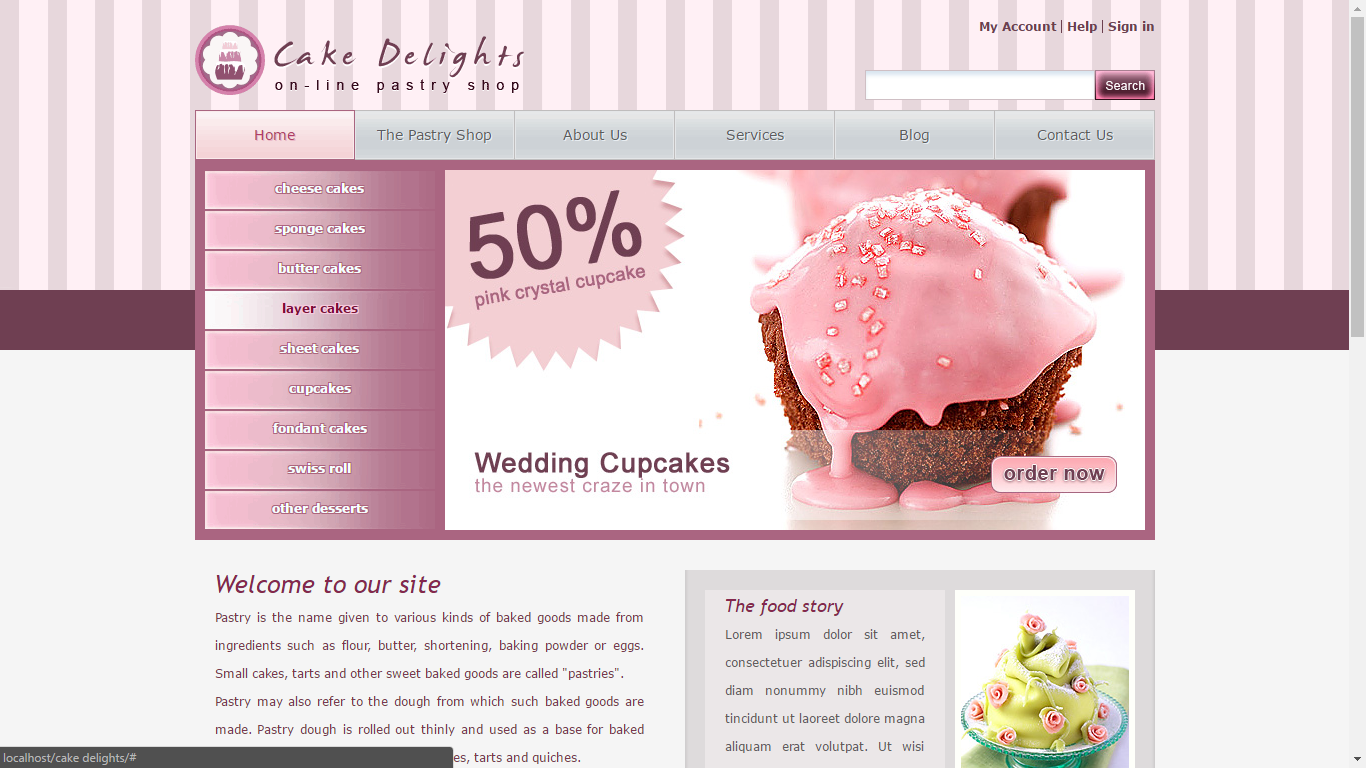 My Account | Help | Sign in
Cake Delights
on-line pastry shop
Search
Home
The Pastry Shop
About Us
Services
Blog
Contact Us
cheese cakes
sponge cakes
butter cakes
layer cakes
sheet cakes
cupcakes
fondant cakes
swiss roll
other desserts
50%
pink crystal cupcake
Wedding Cupcakes
the newest craze in town
order now
Welcome to our site
Pastry is the name given to various kinds of baked goods made from
ingredients such as flour, butter, shortening, baking powder or eggs.
Small cakes, tarts and other sweet baked goods are called "pastries".
Pastry may also refer to the dough from which such baked goods are
made. Pastry dough is rolled out thinly and used as a base for baked
es, tarts and quiches.
The food story
Lorem ipsum dolor sit amet,
consectetuer adipiscing elit, sed
diam nonummy nibh euismod
tincidunt ut laoreet dolore magna
aliquam erat volutpat. Ut wisi
localhost/cake delights/#